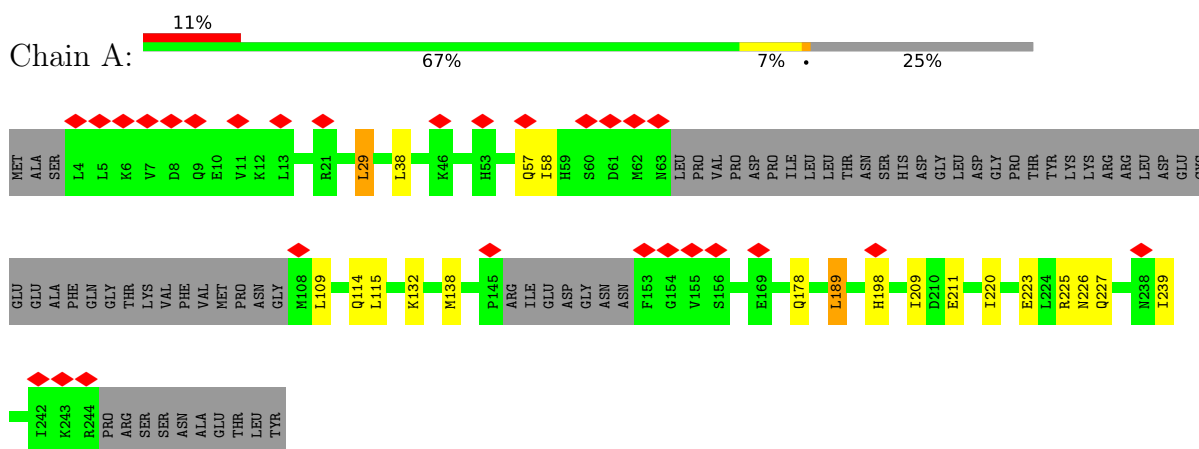 11%
Chain A:
67% 7% • 25%
MET ALA SER L4 L5 K6 V7 D8 Q9 E10 V11 K12 L13 R21 L29 L38 K46 H53 Q57 I58 H59 S60 D61 M62 N63 LEU PRO VAL PRO ASP PRO ILE LEU LEU THR ASN SER HIS ASP GLY LEU ASP GLY PRO THR TYR LYS LYS ARG ARG LEU ASP GLU
GLU GLU ALA PHE GLN GLY THR LYS VAL PHE VAL MET PRO ASN GLY M108 L109 Q114 L115 K132 M138 P145 ARG ILE GLU ASP GLY ASN ASN F153 G154 V155 S156 E169 Q178 L189 H198 I209 D210 E211 I220 E223 L224 R225 N226 Q227 N238 I239
I242 K243 R244 PRO ARG SER SER ASN ALA GLU THR LEU TYR